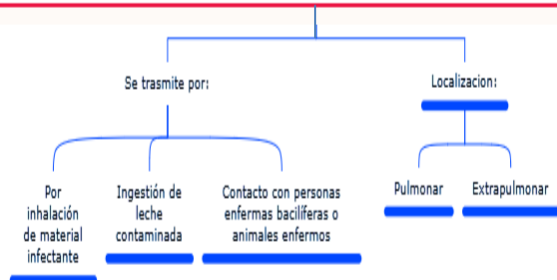 Se trasmite por:
Localizacion:
Por
inhalación
de material
infectante
Ingestión de
leche
contaminada
Contacto con personas
enfermas bacilíferas o
animales enfermos
Pulmonar
Extrapulmonar